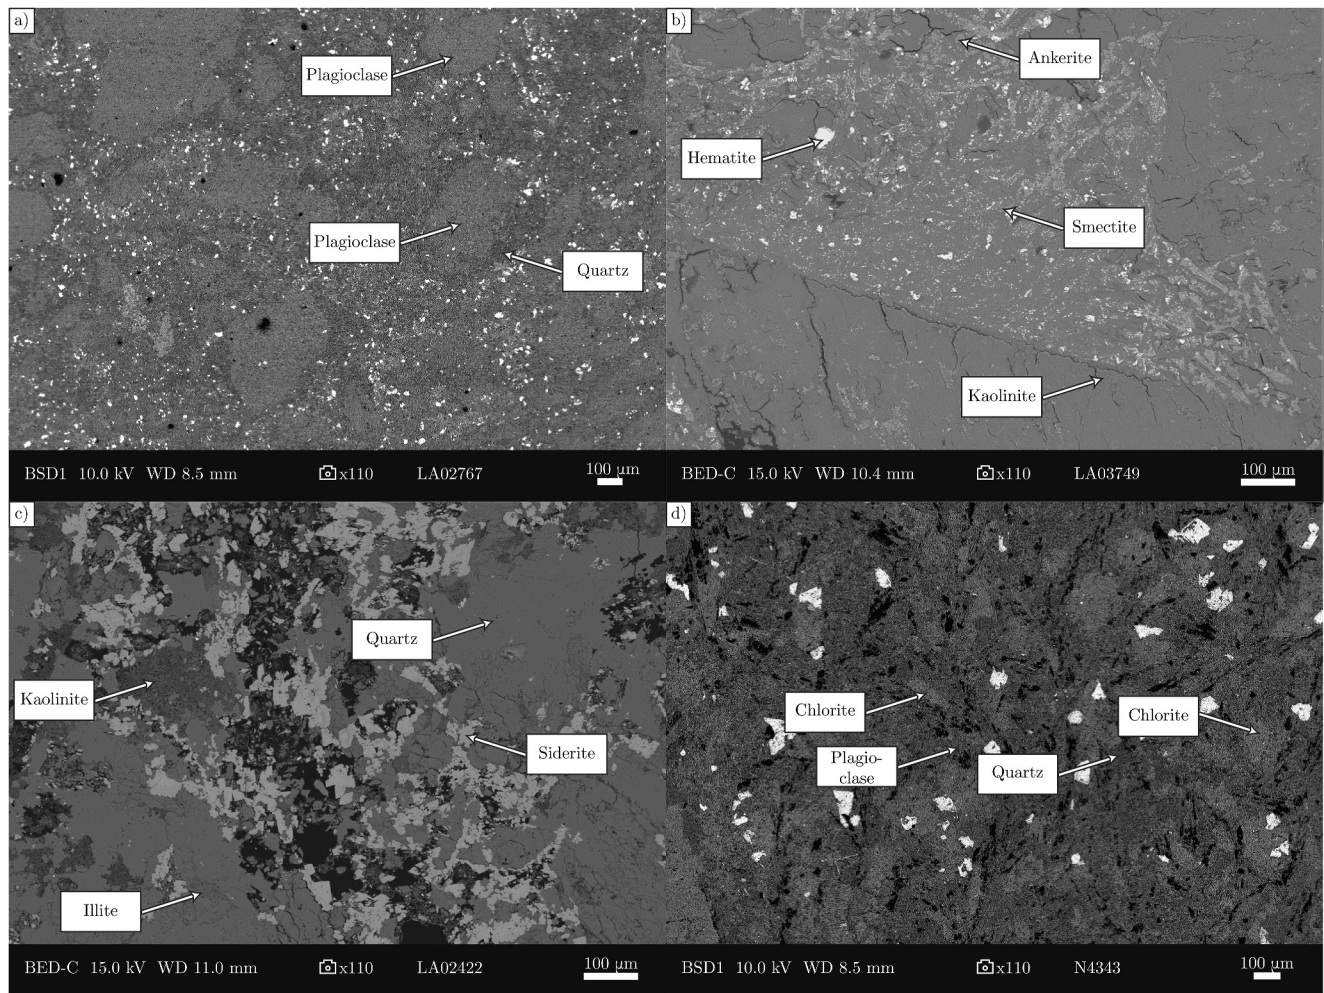 a)
Plagioclase
Plagioclase
Quartz
BSD1 10.0 kV WD 8.5 mm x110 LA02767 100 µm
b)
Ankerite
Hematite
Smectite
Kaolinite
BED-C 15.0 kV WD 10.4 mm x110 LA03749 100 µm
c)
Quartz
Kaolinite
Siderite
Illite
BED-C 15.0 kV WD 11.0 mm x110 LA02422 100 µm
d)
Chlorite
Chlorite
Plagio-
clase
Quartz
BSD1 10.0 kV WD 8.5 mm x110 N4343 100 µm